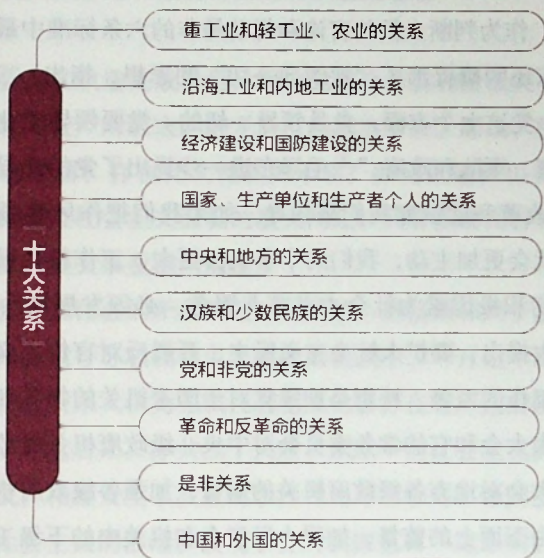 『十大关系』
重工业和轻工业、农业的关系
沿海工业和内地工业的关系
经济建设和国防建设的关系
国家、生产单位和生产者个人的关系
中央和地方的关系
汉族和少数民族的关系
党和非党的关系
革命和反革命的关系
是非关系
中国和外国的关系